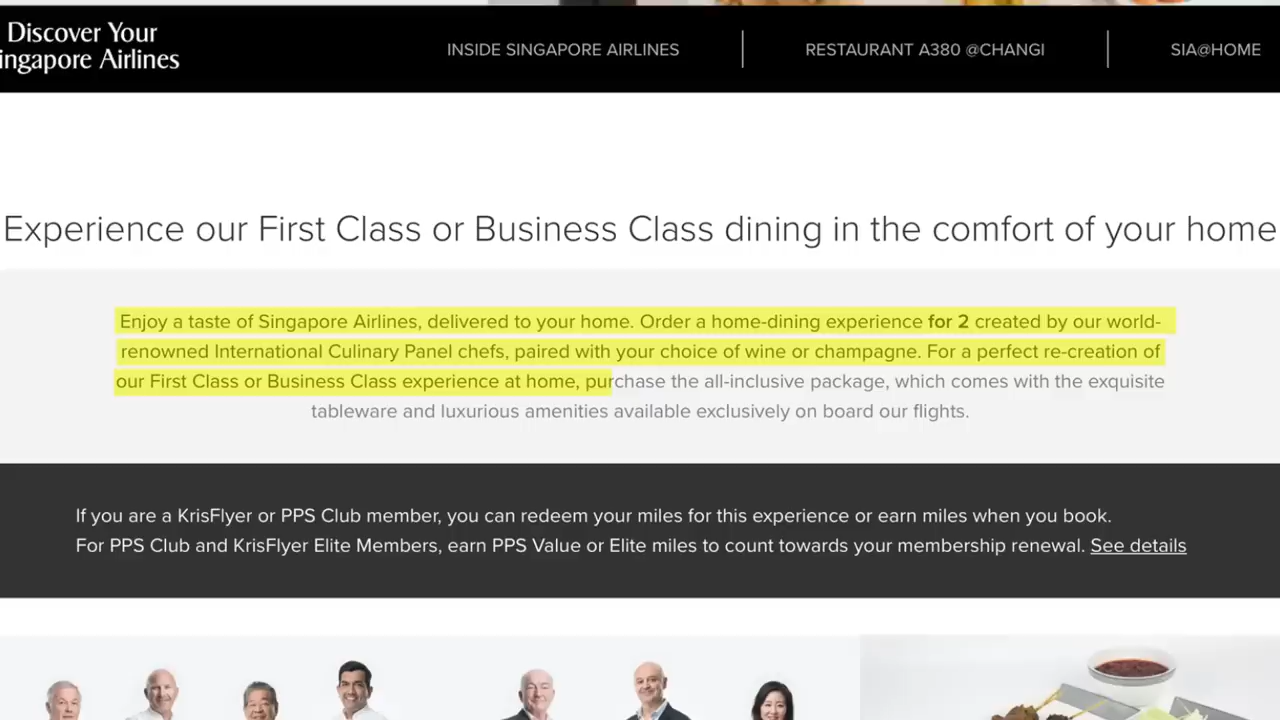 Discover Your
ingapore Airlines
INSIDE SINGAPORE AIRLINES
RESTAURANT A380 @CHANGI
SIA@HOME
Experience our First Class or Business Class dining in the comfort of your home
Enjoy a taste of Singapore Airlines, delivered to your home. Order a home-dining experience for 2 created by our world-
renowned International Culinary Panel chefs, paired with your choice of wine or champagne. For a perfect re-creation of
our First Class or Business Class experience at home, purchase the all-inclusive package, which comes with the exquisite
tableware and luxurious amenities available exclusively on board our flights.
If you are a KrisFlyer or PPS Club member, you can redeem your miles for this experience or earn miles when you book.
For PPS Club and KrisFlyer Elite Members, earn PPS Value or Elite miles to count towards your membership renewal. See details